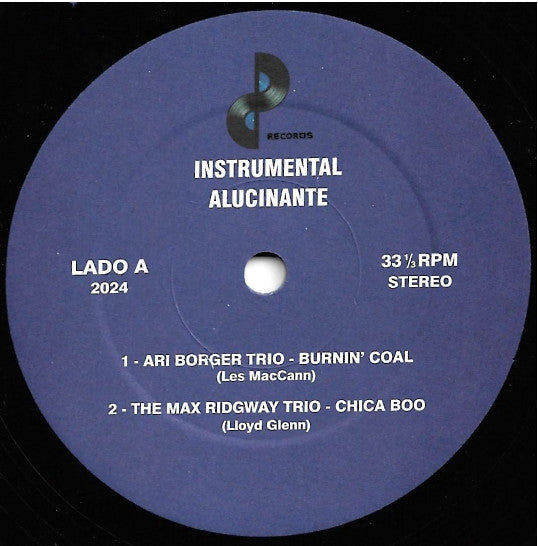 RECORDS
INSTRUMENTAL
ALUCINANTE
LADO A
2024
33 ⅓ RPM
STEREO
1 - ARI BORGER TRIO - BURNIN' COAL
(Les MacCann)
2 - THE MAX RIDGWAY TRIO - CHICA BOO
(Lloyd Glenn)